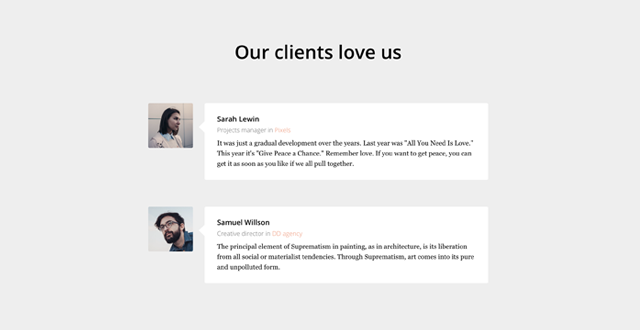 Our clients love us
Sarah Lewin
Projects manager in Pixels
It was just a gradual development over the years. Last year was "All You Need Is Love."
This year it's "Give Peace a Chance." Remember love. If you want to get peace, you can
get it as soon as you like if we all pull together.
Samuel Willson
Creative director in DD agency
The principal element of Suprematism in painting, as in architecture, is its liberation
from all social or materialist tendencies. Through Suprematism, art comes into its pure
and unpolluted form.